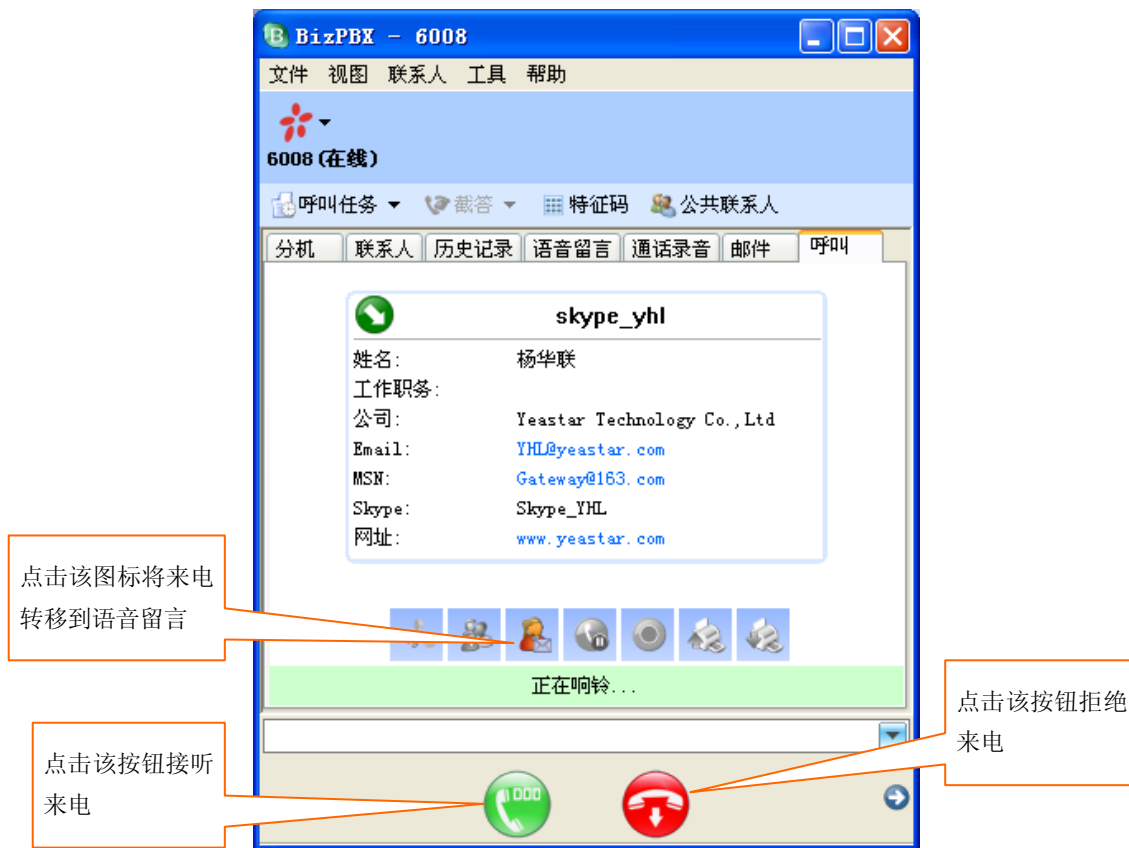 BizPBX - 6008
文件 视图 联系人 工具 帮助
6008 (在线)
呼叫任务 截答 特征码 公共联系人
分机 联系人 历史记录 语音留言 通话录音 邮件 呼叫
skype_yhl
姓名: 杨华联
工作职务:
公司: Yeastar Technology Co.,Ltd
Email: YHL@yeastar.com
MSN: Gateway@163.com
Skype: Skype_YHL
网址: www.yeastar.com
点击该图标将来电
转移到语音留言
正在响铃...
点击该按钮拒绝
来电
点击该按钮接听
来电